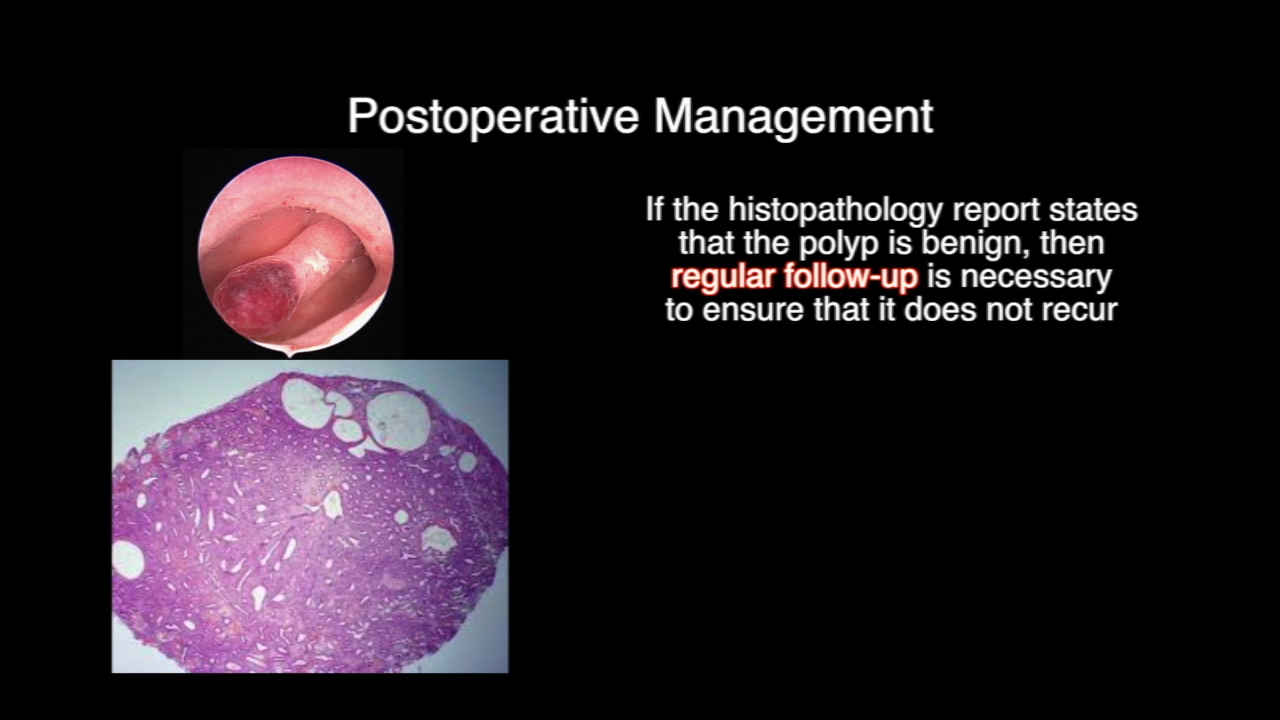 Postoperative Management
If the histopathology report states
that the polyp is benign, then
regular follow-up is necessary
to ensure that it does not recur